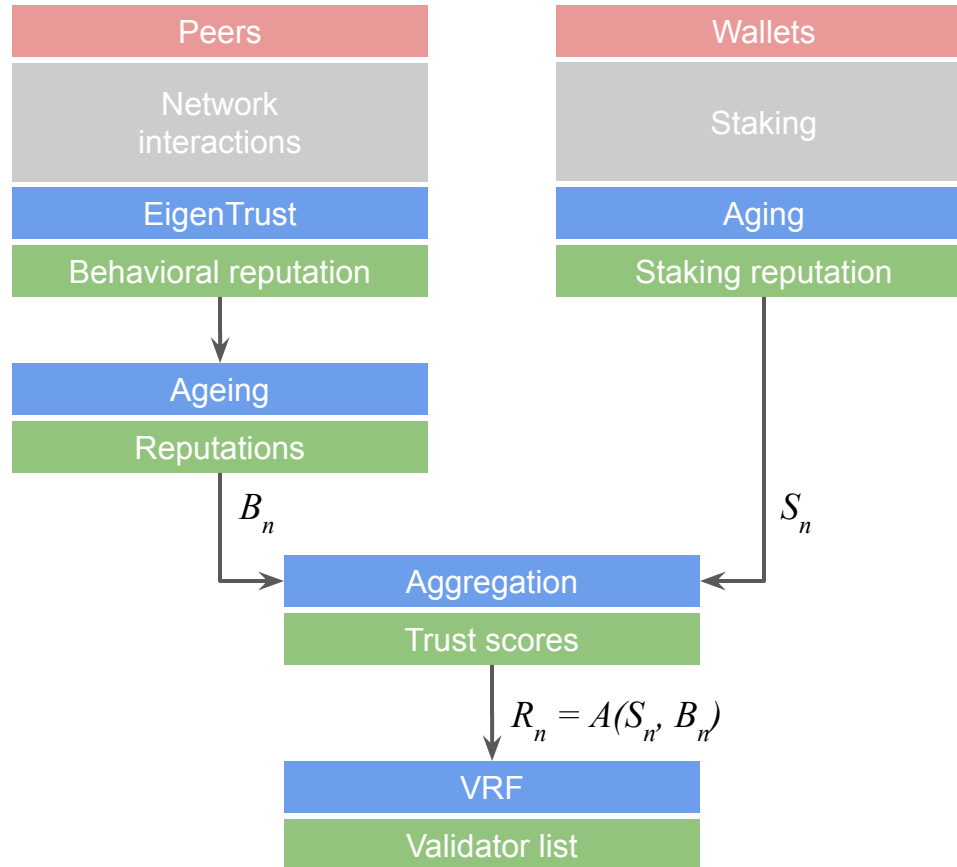 Peers
Network
interactions
EigenTrust
Behavioral reputation
Wallets
Staking
Aging
Staking reputation
Ageing
Reputations
B_n
S_n
Aggregation
Trust scores
R_n = A(S_n, B_n)
VRF
Validator list